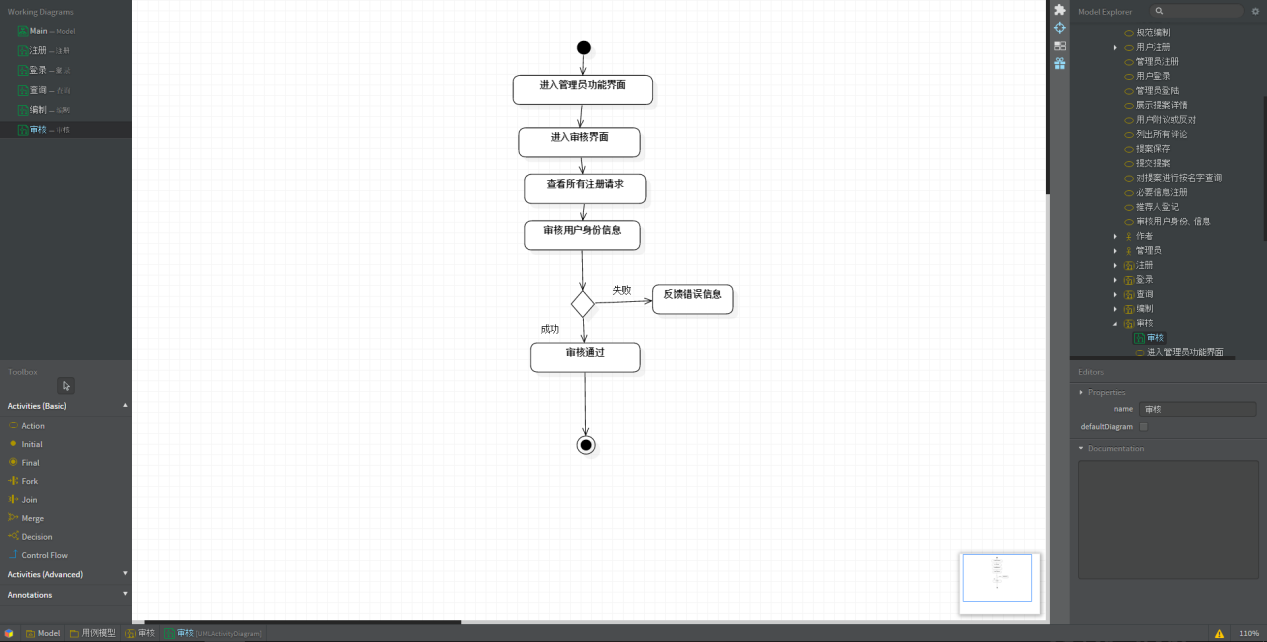 Working Diagrams
Main — Model
注册 — 注册
登录 — 登录
查询 — 查询
编制 — 编制
审核 — 审核
Toolbox
Activities (Basic)
Action
Initial
Final
Fork
Join
Merge
Decision
Control Flow
Activities (Advanced)
Annotations
进入管理员功能界面
进入审核界面
查看所有注册请求
审核用户身份信息
失败
反馈错误信息
成功
审核通过
Model Explorer
规范编制
用户注册
管理员注册
用户登录
管理员登陆
展示提案详情
用户附议或反对
列出所有评论
提案保存
提交提案
对提案进行按名字查询
必要信息注册
推荐人登记
审核用户身份、信息
作者
管理员
注册
登录
查询
编制
审核
审核
进入管理员功能界面
Editors
Properties
name 审核
defaultDiagram
Documentation
Model 用例模型 审核 审核 [UMLActivityDiagram]
110%